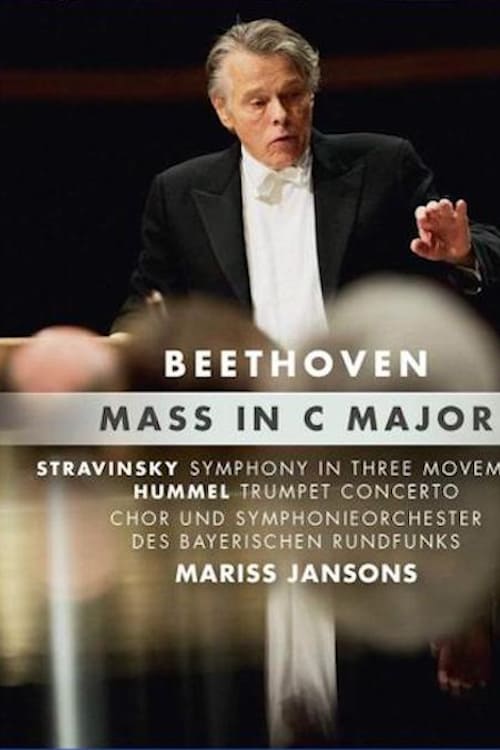 BEETHOVEN
MASS IN C MAJOR
STRAVINSKY SYMPHONY IN THREE MOVEM
HUMMEL TRUMPET CONCERTO
CHOR UND SYMPHONIEORCHESTER
DES BAYERISCHEN RUNDFUNKS
MARISS JANSONS